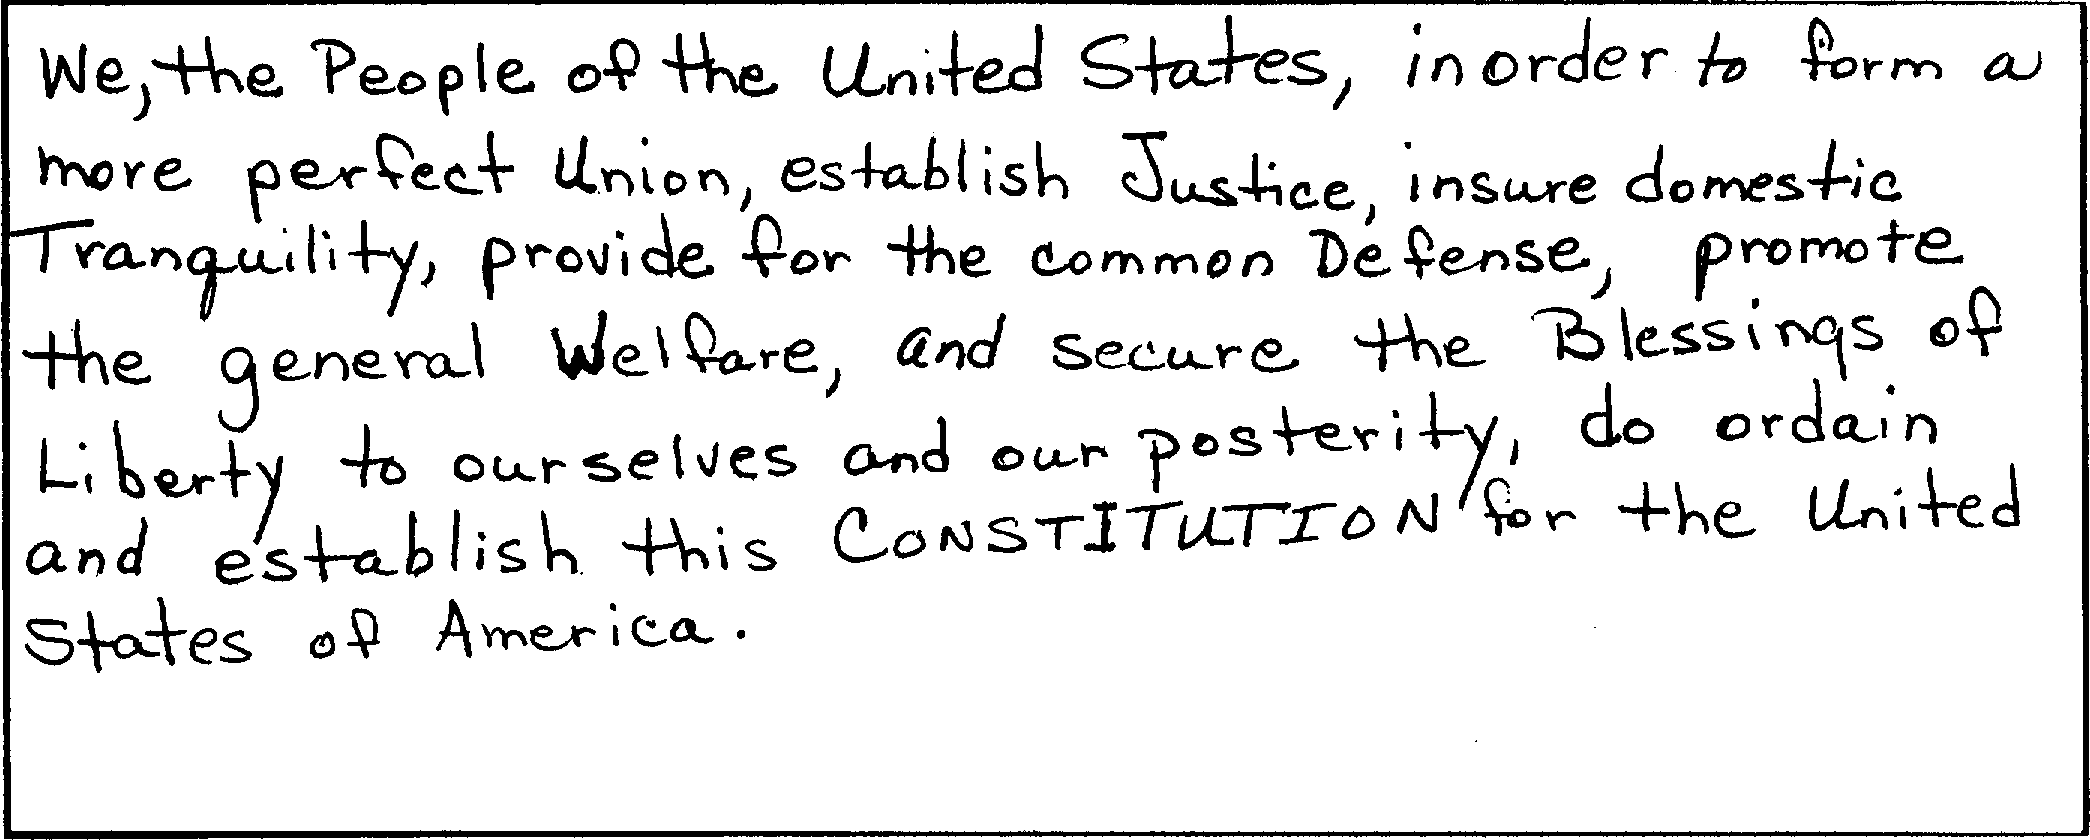 We, the People of the United States, in order to form a
more perfect Union, establish Justice, insure domestic
Tranquility, provide for the common Defense, promote
the general Welfare, and secure the Blessings of
Liberty to ourselves and our posterity, do ordain
and establish this CONSTITUTION for the United
States of America.